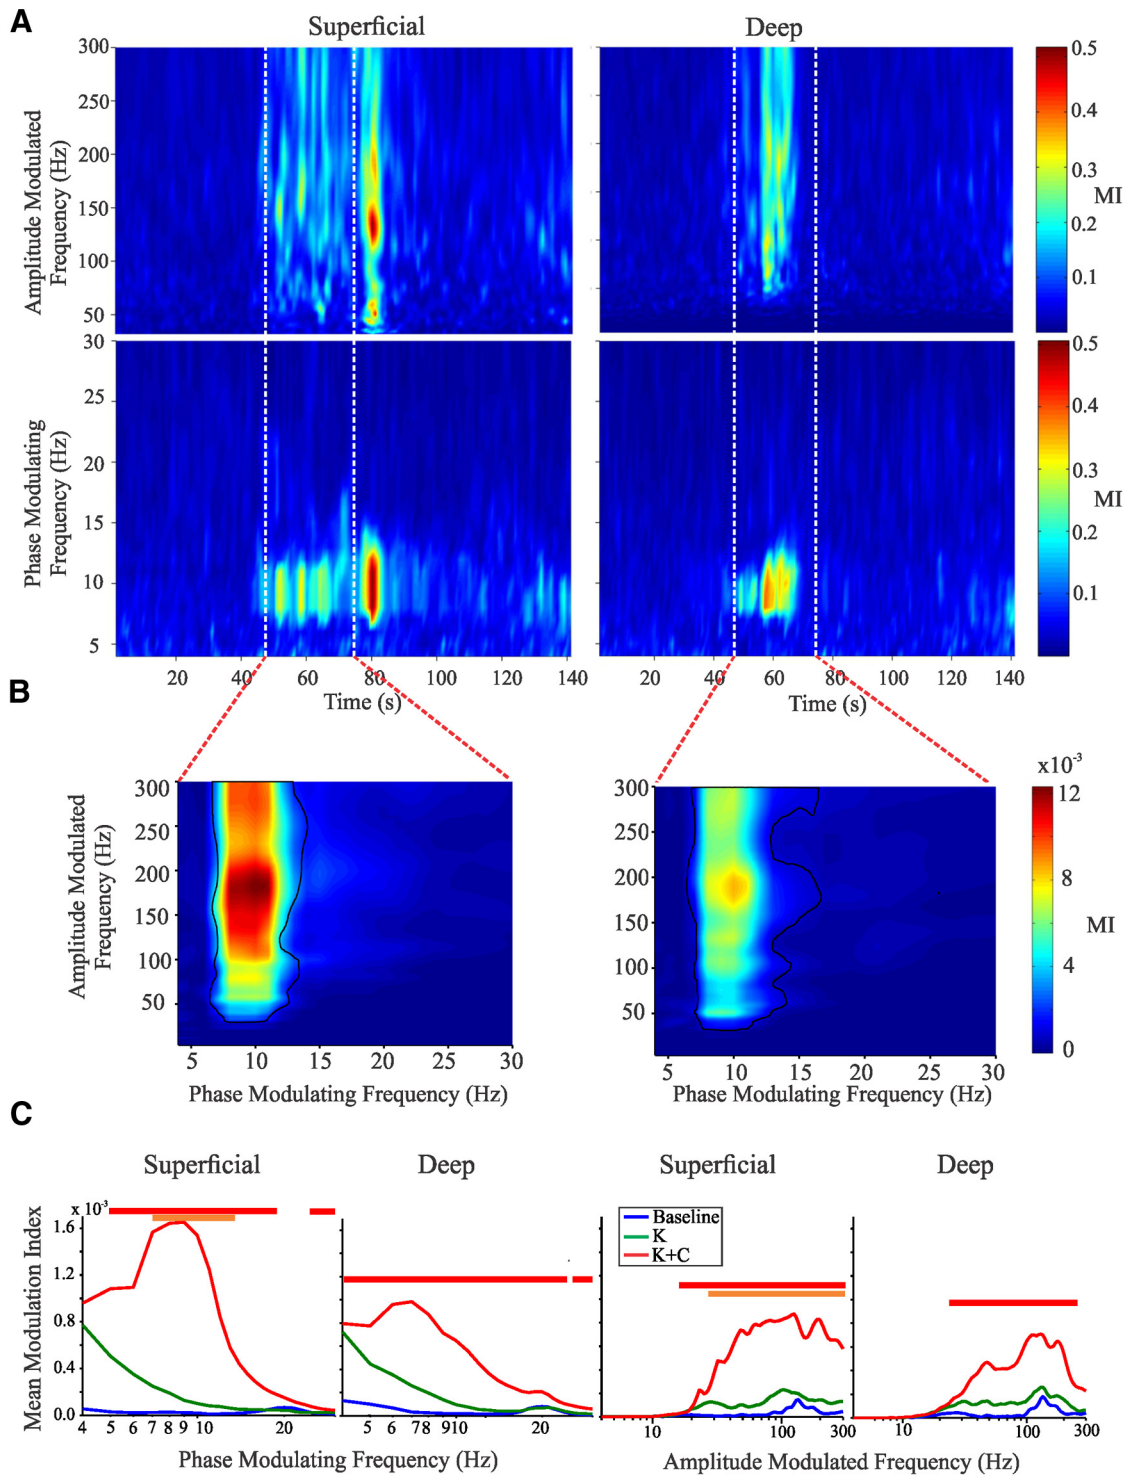 A
Superficial
Deep
Amplitude Modulated
Frequency (Hz)
300
250
200
150
100
50
0.5
0.4
0.3
0.2
0.1
MI
Phase Modulating
Frequency (Hz)
30
25
20
15
10
5
0.5
0.4
0.3
0.2
0.1
MI
20 40 60 80 100 120 140
Time (s)
20 40 60 80 100 120 140
Time (s)
B
Amplitude Modulated
Frequency (Hz)
300
250
200
150
100
50
5 10 15 20 25 30
Phase Modulating Frequency (Hz)
300
250
200
150
100
50
5 10 15 20 25 30
Phase Modulating Frequency (Hz)
x10⁻³
12
8
4
0
MI
C
Superficial
Deep
Superficial
Deep
Mean Modulation Index
x 10⁻³
1.6
1.2
0.8
0.4
0.0
4 5 6 7 8 9 10 20
5 6 7 8 9 10 20
Phase Modulating Frequency (Hz)
Baseline
K
K+C
10 100 300
10 100 300
Amplitude Modulated Frequency (Hz)